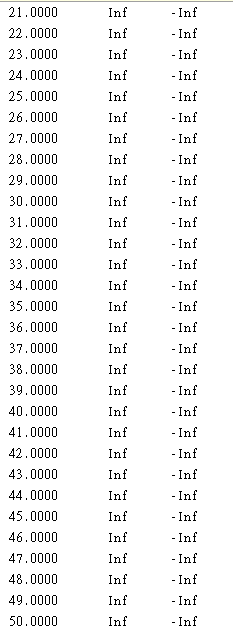 21.0000 Inf -Inf
22.0000 Inf -Inf
23.0000 Inf -Inf
24.0000 Inf -Inf
25.0000 Inf -Inf
26.0000 Inf -Inf
27.0000 Inf -Inf
28.0000 Inf -Inf
29.0000 Inf -Inf
30.0000 Inf -Inf
31.0000 Inf -Inf
32.0000 Inf -Inf
33.0000 Inf -Inf
34.0000 Inf -Inf
35.0000 Inf -Inf
36.0000 Inf -Inf
37.0000 Inf -Inf
38.0000 Inf -Inf
39.0000 Inf -Inf
40.0000 Inf -Inf
41.0000 Inf -Inf
42.0000 Inf -Inf
43.0000 Inf -Inf
44.0000 Inf -Inf
45.0000 Inf -Inf
46.0000 Inf -Inf
47.0000 Inf -Inf
48.0000 Inf -Inf
49.0000 Inf -Inf
50.0000 Inf -Inf